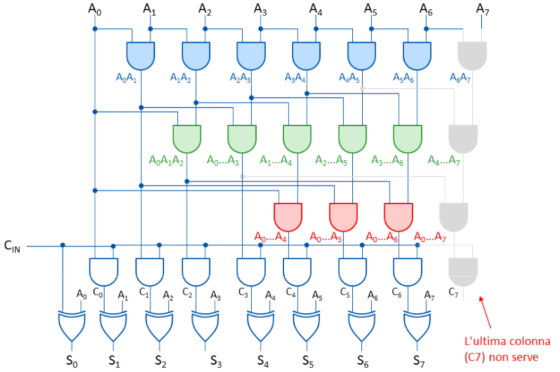 A0 A1 A2 A3 A4 A5 A6 A7
A0A1 A1A2 A2A3 A3A4 A4A5 A5A6 A6A7
A0A1A2 A0...A3 A1...A4 A2...A5 A3...A6 A4...A7
A0...A4 A0...A5 A0...A6 A0...A7
CIN
C0 C1 C2 C3 C4 C5 C6 C7
A0 A1 A2 A3 A4 A5 A6 A7
S0 S1 S2 S3 S4 S5 S6 S7
L'ultima colonna
(C7) non serve